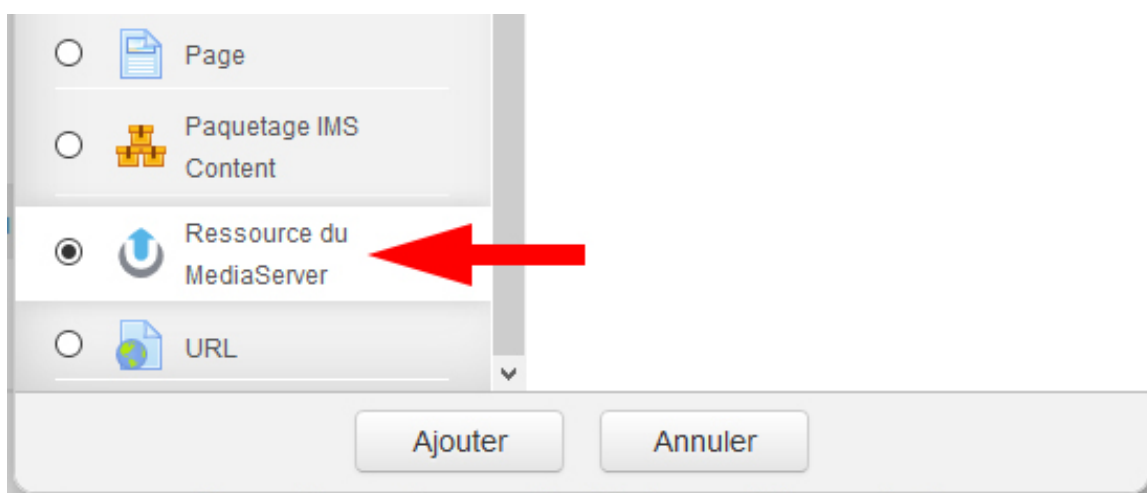 Page
Paquetage IMS
Content
Ressource du
MediaServer
URL
Ajouter
Annuler